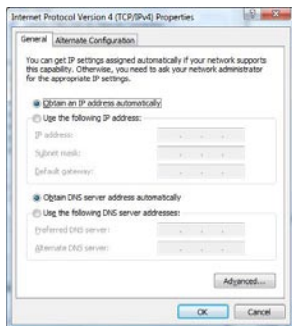 Internet Protocol Version 4 (TCP/IPv4) Properties
General
Alternate Configuration
You can get IP settings assigned automatically if your network supports
this capability. Otherwise, you need to ask your network administrator
for the appropriate IP settings.
Obtain an IP address automatically
Use the following IP address:
IP address:
Subnet mask:
Default gateway:
Obtain DNS server address automatically
Use the following DNS server addresses:
Preferred DNS server:
Alternate DNS server:
Advanced...
OK
Cancel